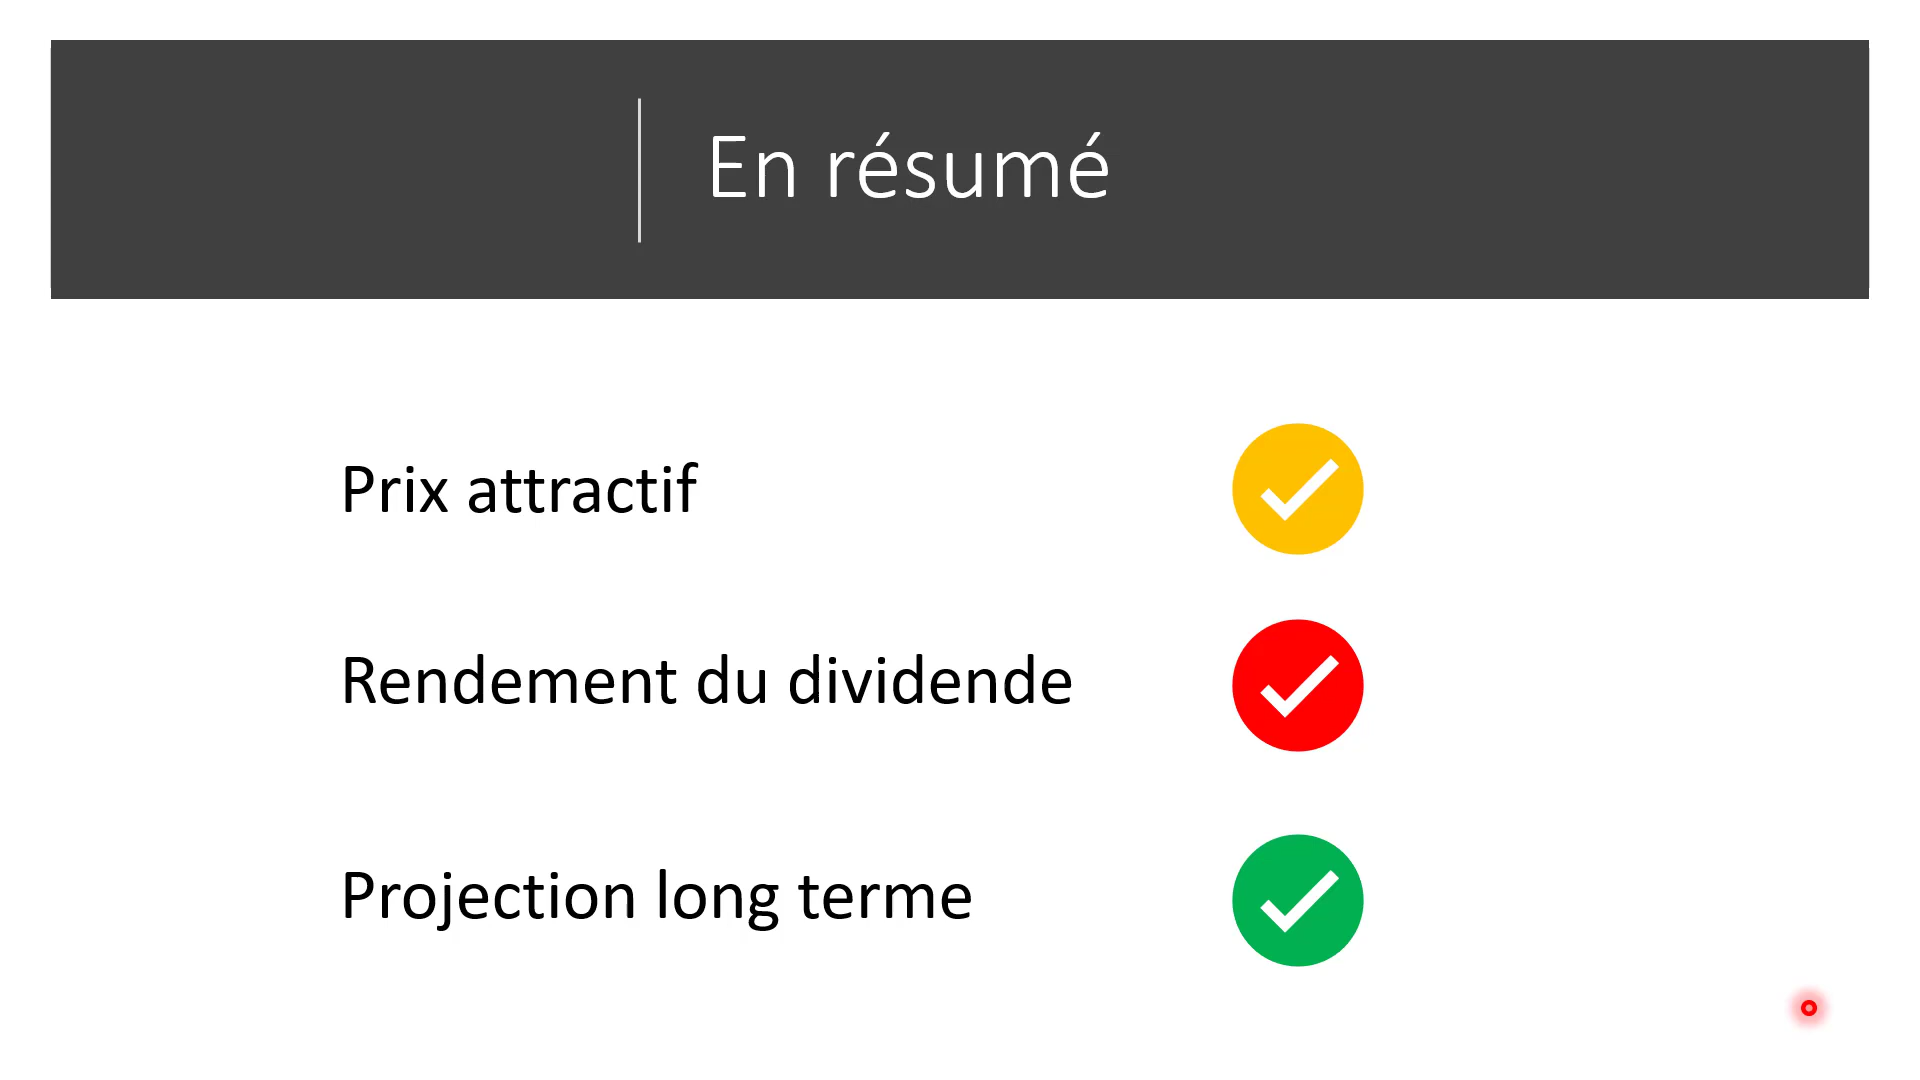 En résumé
Prix attractif
Rendement du dividende
Projection long terme